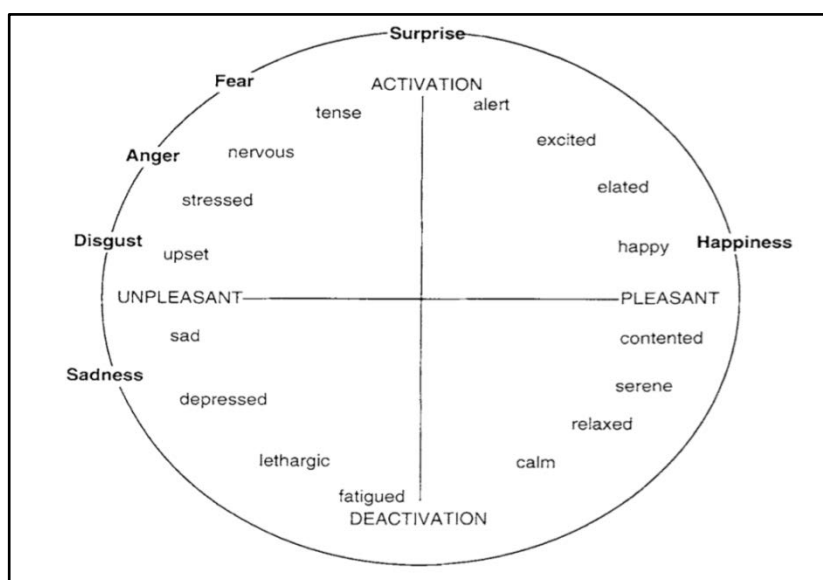 Surprise
Fear
ACTIVATION
tense
alert
excited
Anger
nervous
elated
stressed
Disgust
upset
happy
Happiness
UNPLEASANT
PLEASANT
sad
contented
Sadness
serene
depressed
relaxed
lethargic
calm
fatigued
DEACTIVATION